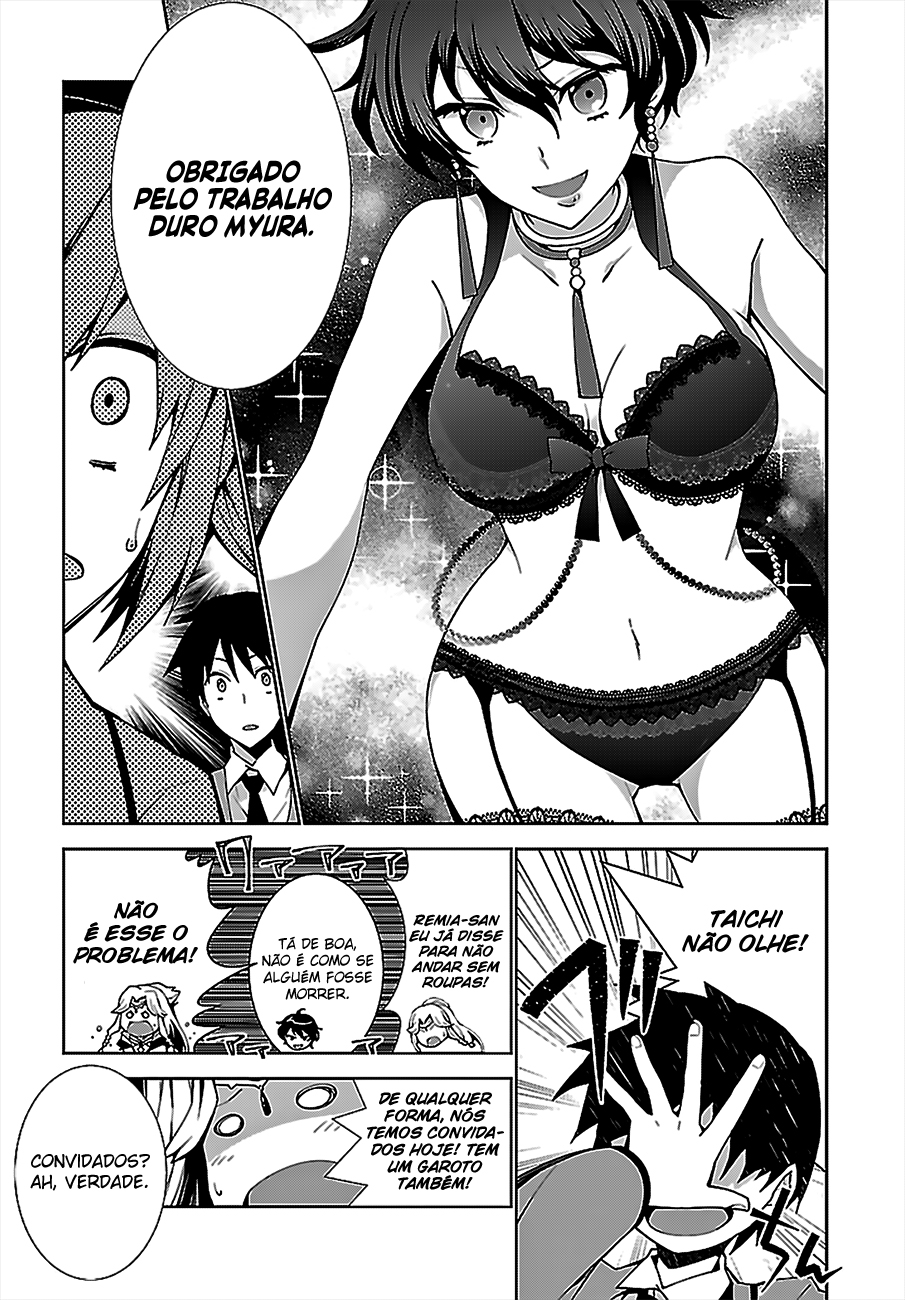 OBRIGADO
PELO TRABALHO
DURO MYURA.
TAICHI
NÃO OLHE!
REMIA-SAN
EU JÁ DISSE
PARA NÃO
ANDAR SEM
ROUPAS!
TÁ DE BOA,
NÃO É COMO SE
ALGUÉM FOSSE
MORRER.
NÃO
É ESSE O
PROBLEMA!
DE QUALQUER
FORMA, NÓS
TEMOS CONVIDA-
DOS HOJE! TEM
UM GAROTO
TAMBÉM!
CONVIDADOS?
AH, VERDADE.